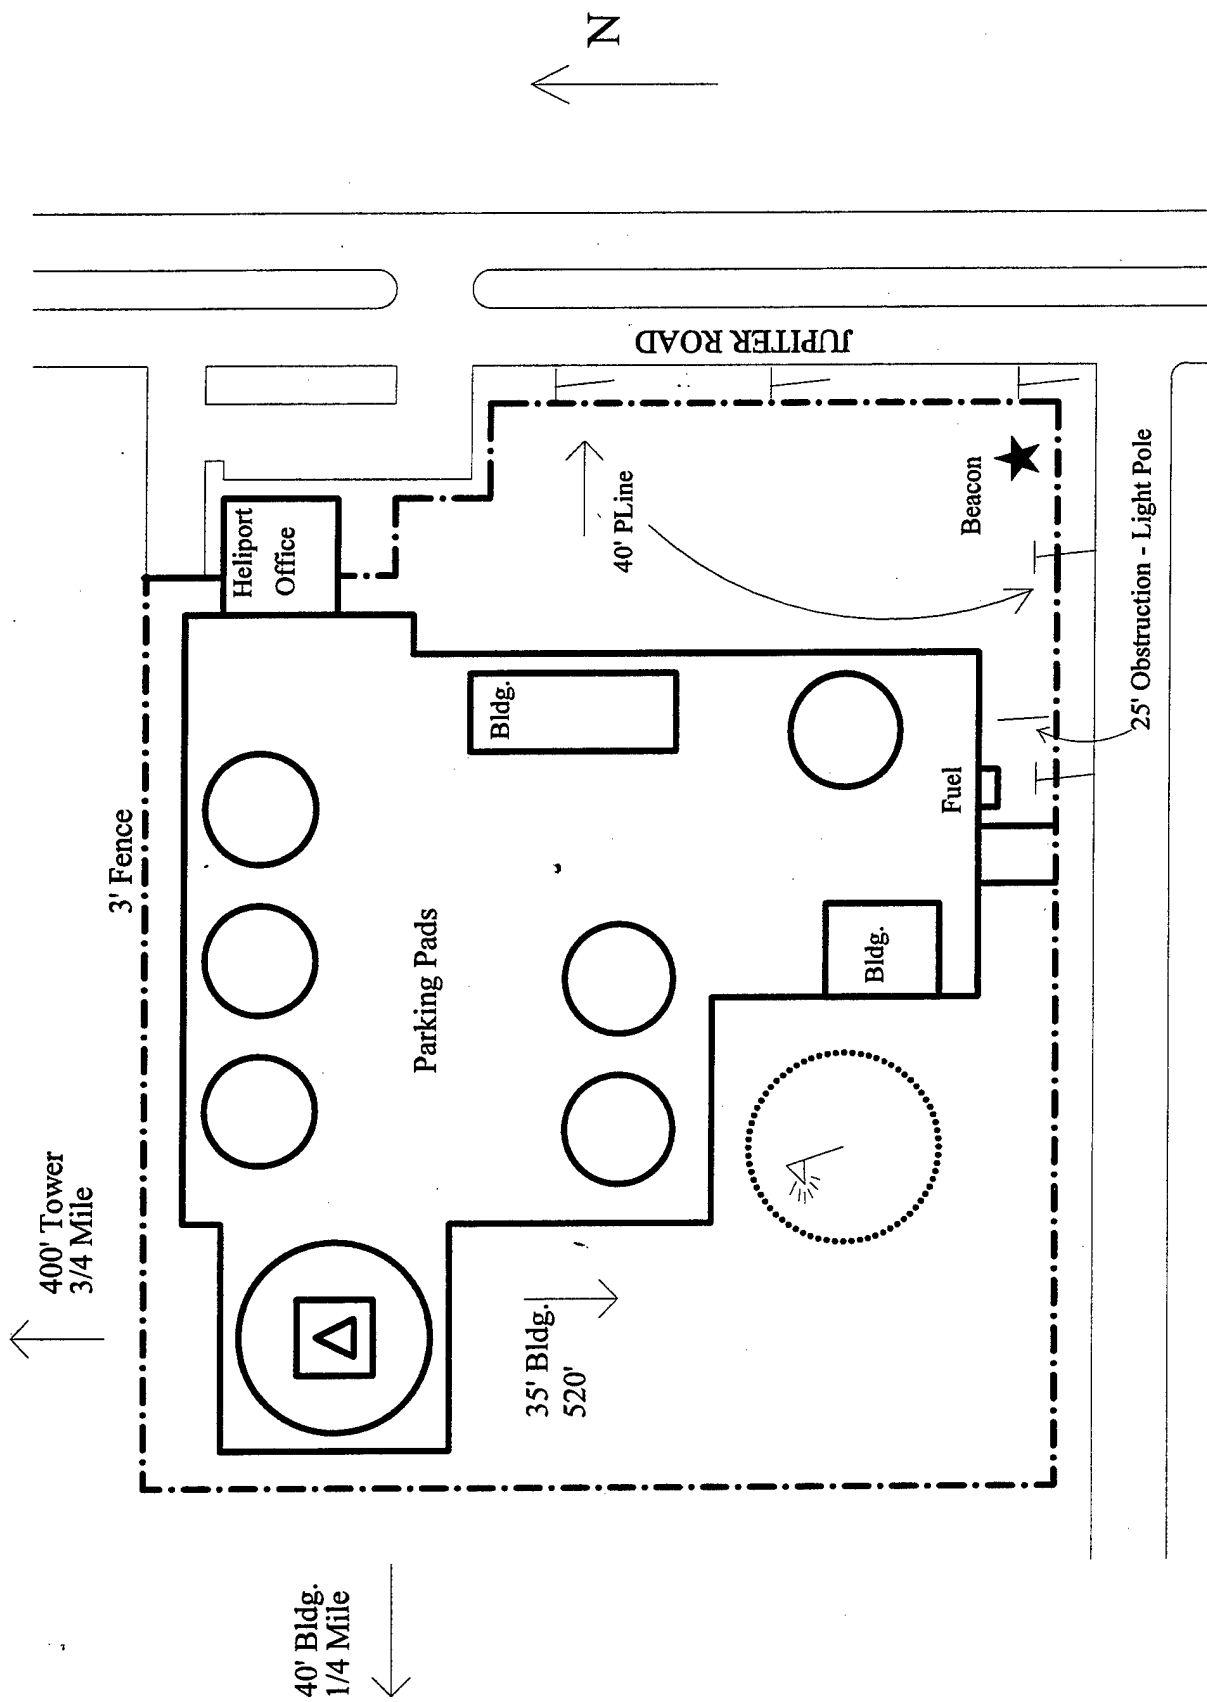 N
JUPITER ROAD
Heliport
Office
40' PLine
Beacon
25' Obstruction - Light Pole
3' Fence
Bldg.
Fuel
Parking Pads
Bldg.
400' Tower
3/4 Mile
35' Bldg.
520'
40' Bldg.
1/4 Mile